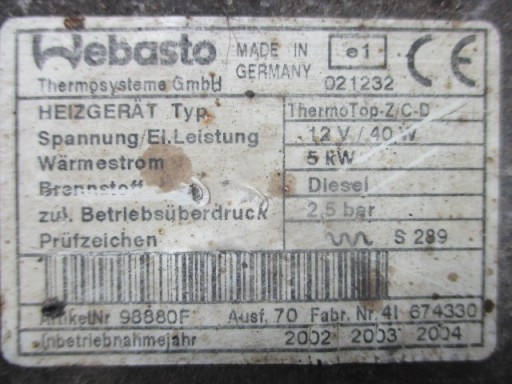 Webasto MADE IN GERMANY e1 CE
Thermosysteme GmbH 021232
HEIZGERÄT Typ ThermoTop-Z/C-D
Spannung/El.Leistung 12 V / 40 W
Wärmestrom 5 kW
Brennstoff Diesel
zul. Betriebsüberdruck 2,5 bar
Prüfzeichen S 289
ArtikelNr 98880F Ausf. 70 Fabr. Nr. 41 674330
Inbetriebnahmejahr 2002 2003 2004